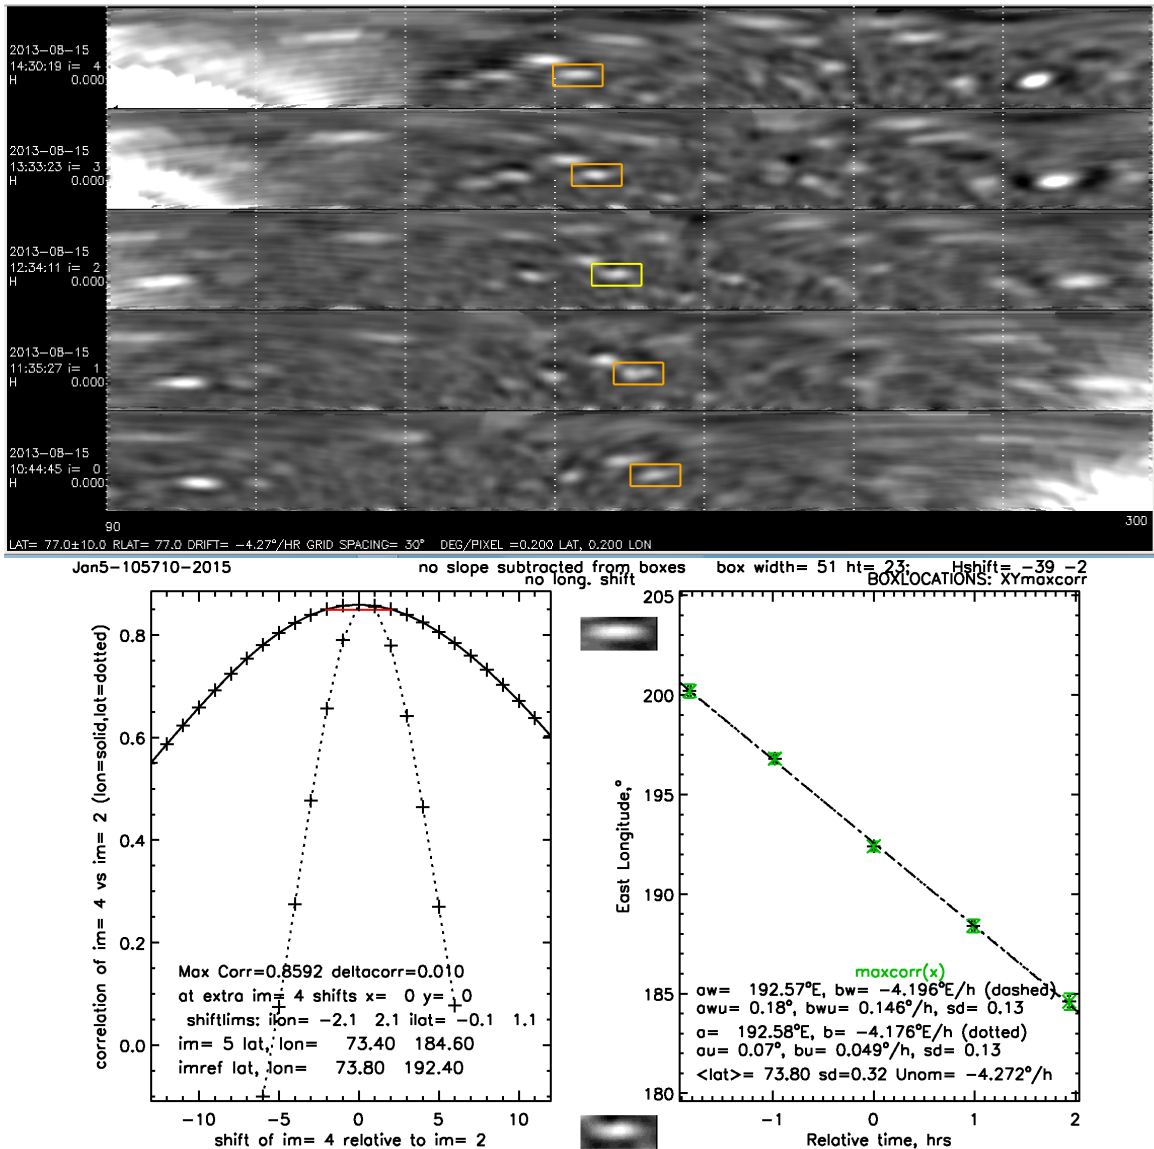 2013-08-15
14:30:19 i= 4
H 0.000
2013-08-15
13:33:23 i= 3
H 0.000
2013-08-15
12:34:11 i= 2
H 0.000
2013-08-15
11:35:27 i= 1
H 0.000
2013-08-15
10:44:45 i= 0
H 0.000
90 300
LAT= 77.0±10.0 RLAT= 77.0 DRIFT= -4.27°/HR GRID SPACING= 30° DEG/PIXEL =0.200 LAT, 0.200 LON
Jan5-105710-2015 no slope subtracted from boxes box width= 51 ht= 23: Hshift= -39 -2
no long. shift BOXLOCATIONS: XYmaxcorr
correlation of im= 4 vs im= 2 (lon=solid,lat=dotted)
0.8
0.6
0.4
0.2
0.0
Max Corr=0.8592 deltacorr=0.010
at extra im= 4 shifts x= 0 y= 0
shiftlims: ilon= -2.1 2.1 ilat= -0.1 1.1
im= 5 lat, lon= 73.40 184.60
imref lat, lon= 73.80 192.40
-10 -5 0 5 10
shift of im= 4 relative to im= 2
East Longitude,°
205
200
195
190
185
180
maxcorr(x)
aw= 192.57°E, bw= -4.196°E/h (dashed)
awu= 0.18°, bwu= 0.146°/h, sd= 0.13
a= 192.58°E, b= -4.176°E/h (dotted)
au= 0.07°, bu= 0.049°/h, sd= 0.13
<lat>= 73.80 sd=0.32 Unom= -4.272°/h
-1 0 1 2
Relative time, hrs